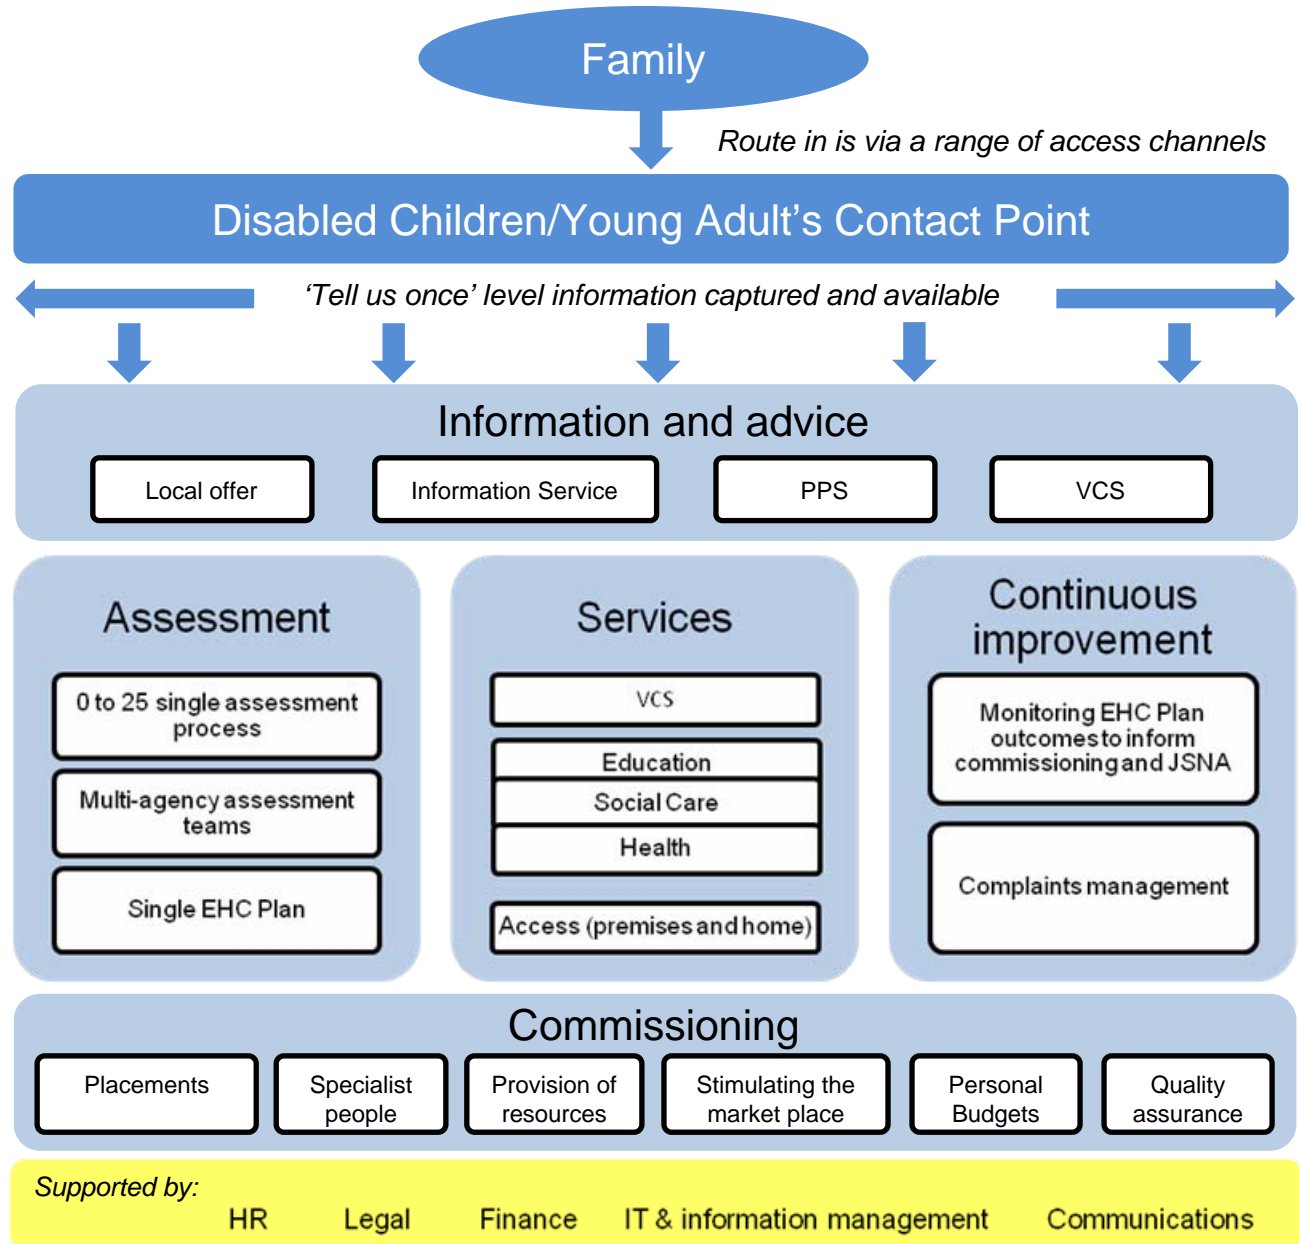 Family
Route in is via a range of access channels
Disabled Children/Young Adult’s Contact Point
‘Tell us once’ level information captured and available
Information and advice
Local offer
Information Service
PPS
VCS
Assessment
0 to 25 single assessment
process
Multi-agency assessment
teams
Single EHC Plan
Services
VCS
Education
Social Care
Health
Access (premises and home)
Continuous
improvement
Monitoring EHC Plan
outcomes to inform
commissioning and JSNA
Complaints management
Commissioning
Placements
Specialist
people
Provision of
resources
Stimulating the
market place
Personal
Budgets
Quality
assurance
Supported by:
HR Legal Finance IT & information management Communications